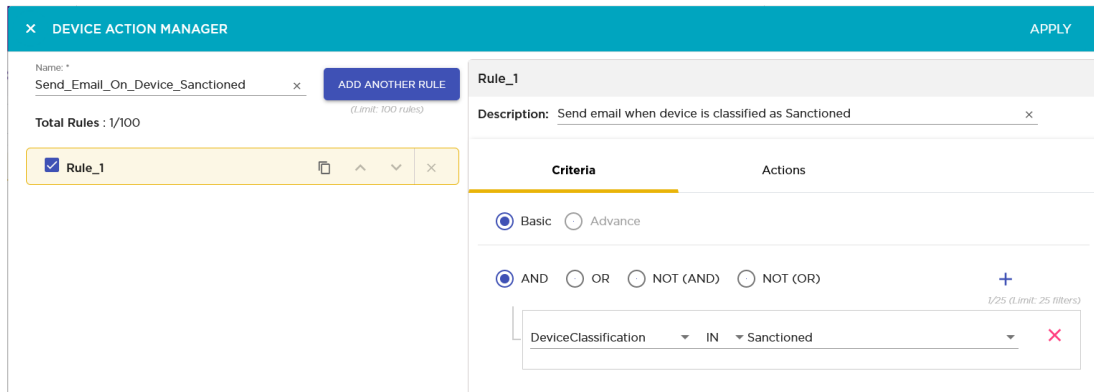 × DEVICE ACTION MANAGER APPLY
Name: *
Send_Email_On_Device_Sanctioned ×
ADD ANOTHER RULE
(Limit: 100 rules)
Total Rules : 1/100
Rule_1
Rule_1
Description: Send email when device is classified as Sanctioned ×
Criteria Actions
Basic Advance
AND OR NOT (AND) NOT (OR) +
1/25 (Limit: 25 filters)
DeviceClassification IN Sanctioned ×